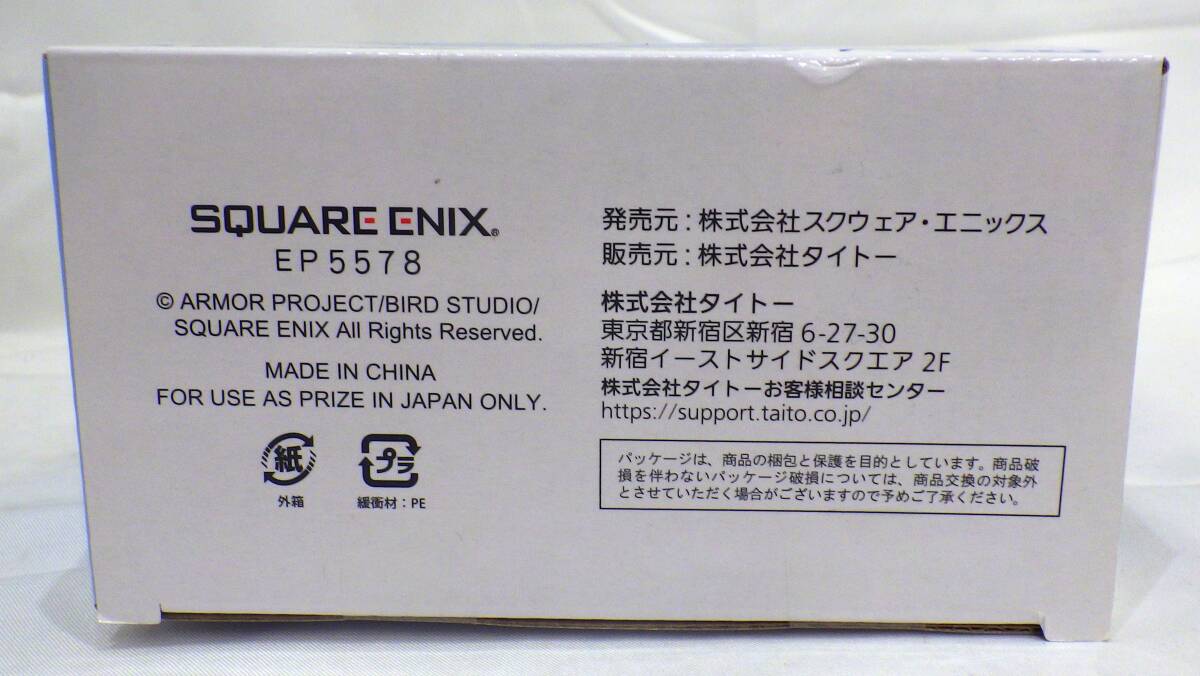 SQUARE ENIX®
EP5578
© ARMOR PROJECT/BIRD STUDIO/
SQUARE ENIX All Rights Reserved.
MADE IN CHINA
FOR USE AS PRIZE IN JAPAN ONLY.
紙
外箱
プラ
緩衝材：PE
発売元：株式会社スクウェア・エニックス
販売元：株式会社タイトー
株式会社タイトー
東京都新宿区新宿 6-27-30
新宿イーストサイドスクエア 2F
株式会社タイトーお客様相談センター
https://support.taito.co.jp/
パッケージは、商品の梱包と保護を目的としています。商品破
損を伴わないパッケージ破損については、商品交換の対象外
とさせていただく場合がございますので予めご了承ください。